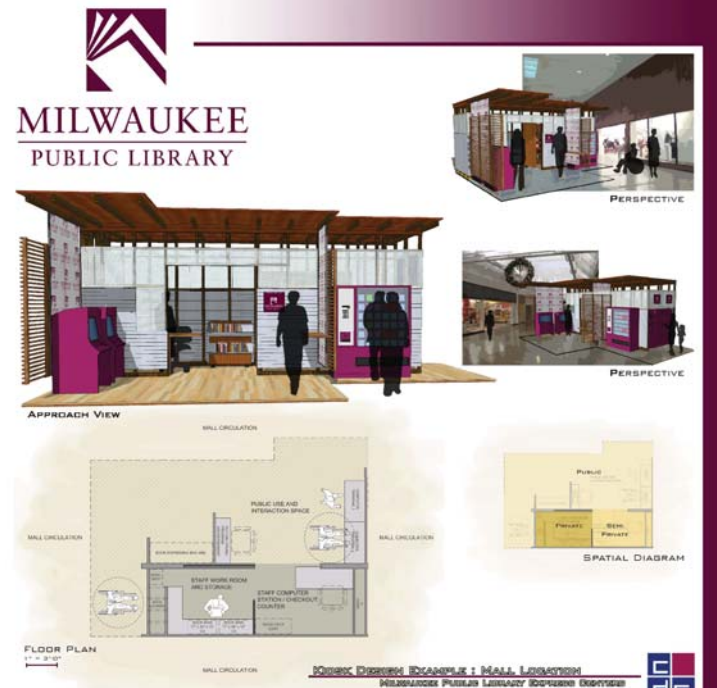 MILWAUKEE
PUBLIC LIBRARY
PERSPECTIVE
PERSPECTIVE
APPROACH VIEW
MALL CIRCULATION
PUBLIC USE AND
INTERACTION SPACE
MALL CIRCULATION
MALL CIRCULATION
STAFF WORK ROOM
AND STORAGE
STAFF COMPUTER
STATION / CHECKOUT
COUNTER
MALL CIRCULATION
FLOOR PLAN
PUBLIC
PRIVATE
SEMI
PRIVATE
SPATIAL DIAGRAM
KIOSK DESIGN EXAMPLE : MALL LOCATION
MILWAUKEE PUBLIC LIBRARY EXPRESS CENTERS